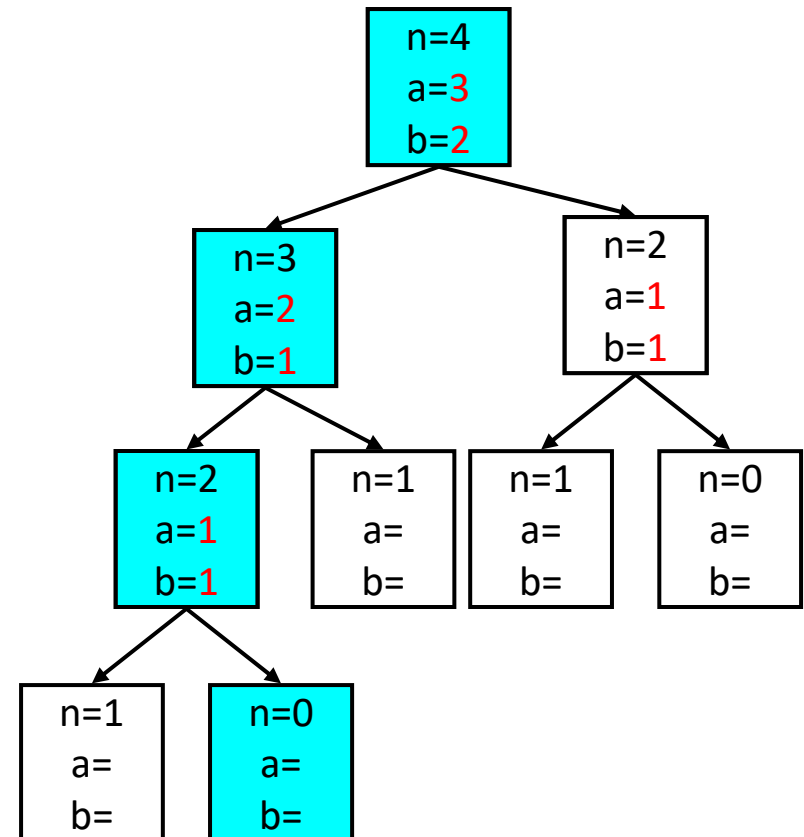 n=4
a=3
b=2
n=3
a=2
b=1
n=2
a=1
b=1
n=2
a=1
b=1
n=1
a=
b=
n=1
a=
b=
n=0
a=
b=
n=1
a=
b=
n=0
a=
b=